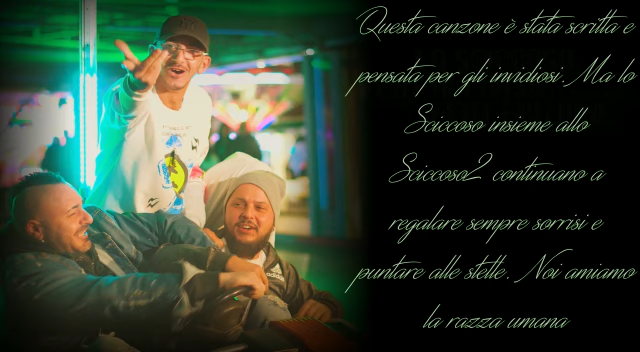 Questa canzone è stata scritta e
pensata per gli invidiosi. Ma lo
Sciccoso insieme allo
Sciccoso2 continuano a
regalare sempre sorrisi e
puntare alle stelle. Noi amiamo
la razza umana